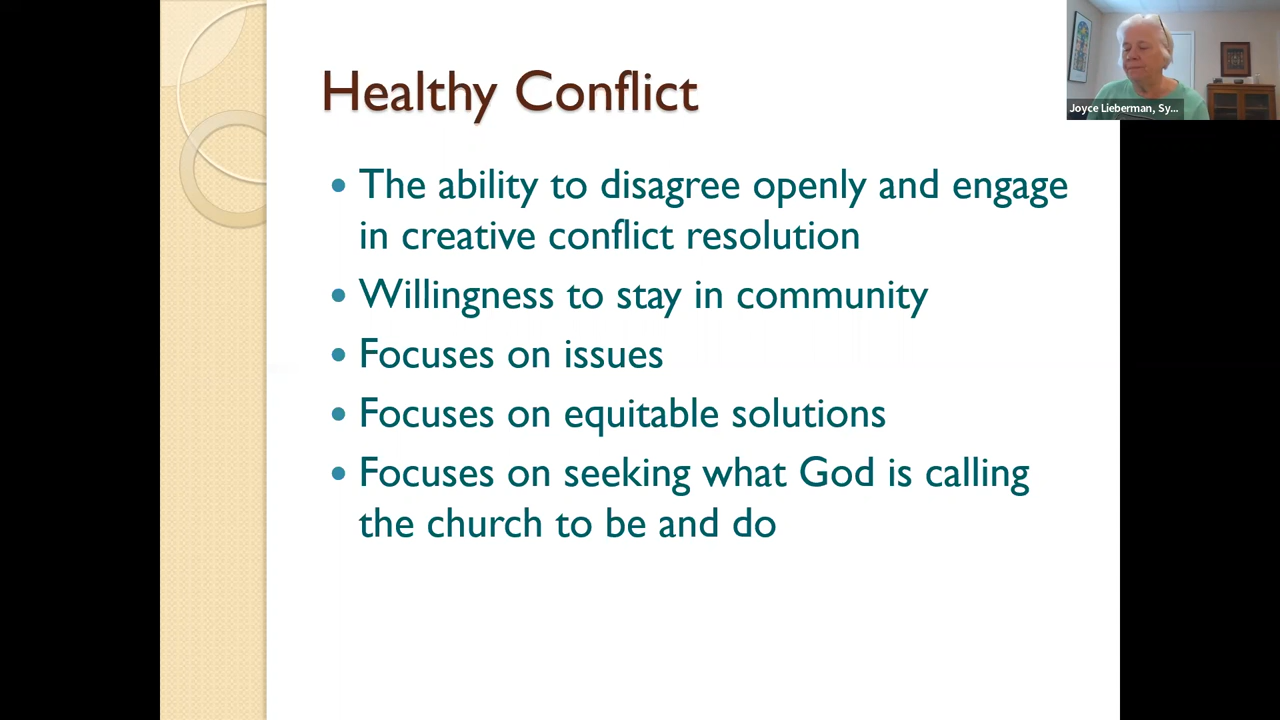 Healthy Conflict
Joyce Lieberman, Sy...
• The ability to disagree openly and engage
in creative conflict resolution
• Willingness to stay in community
• Focuses on issues
• Focuses on equitable solutions
• Focuses on seeking what God is calling
the church to be and do